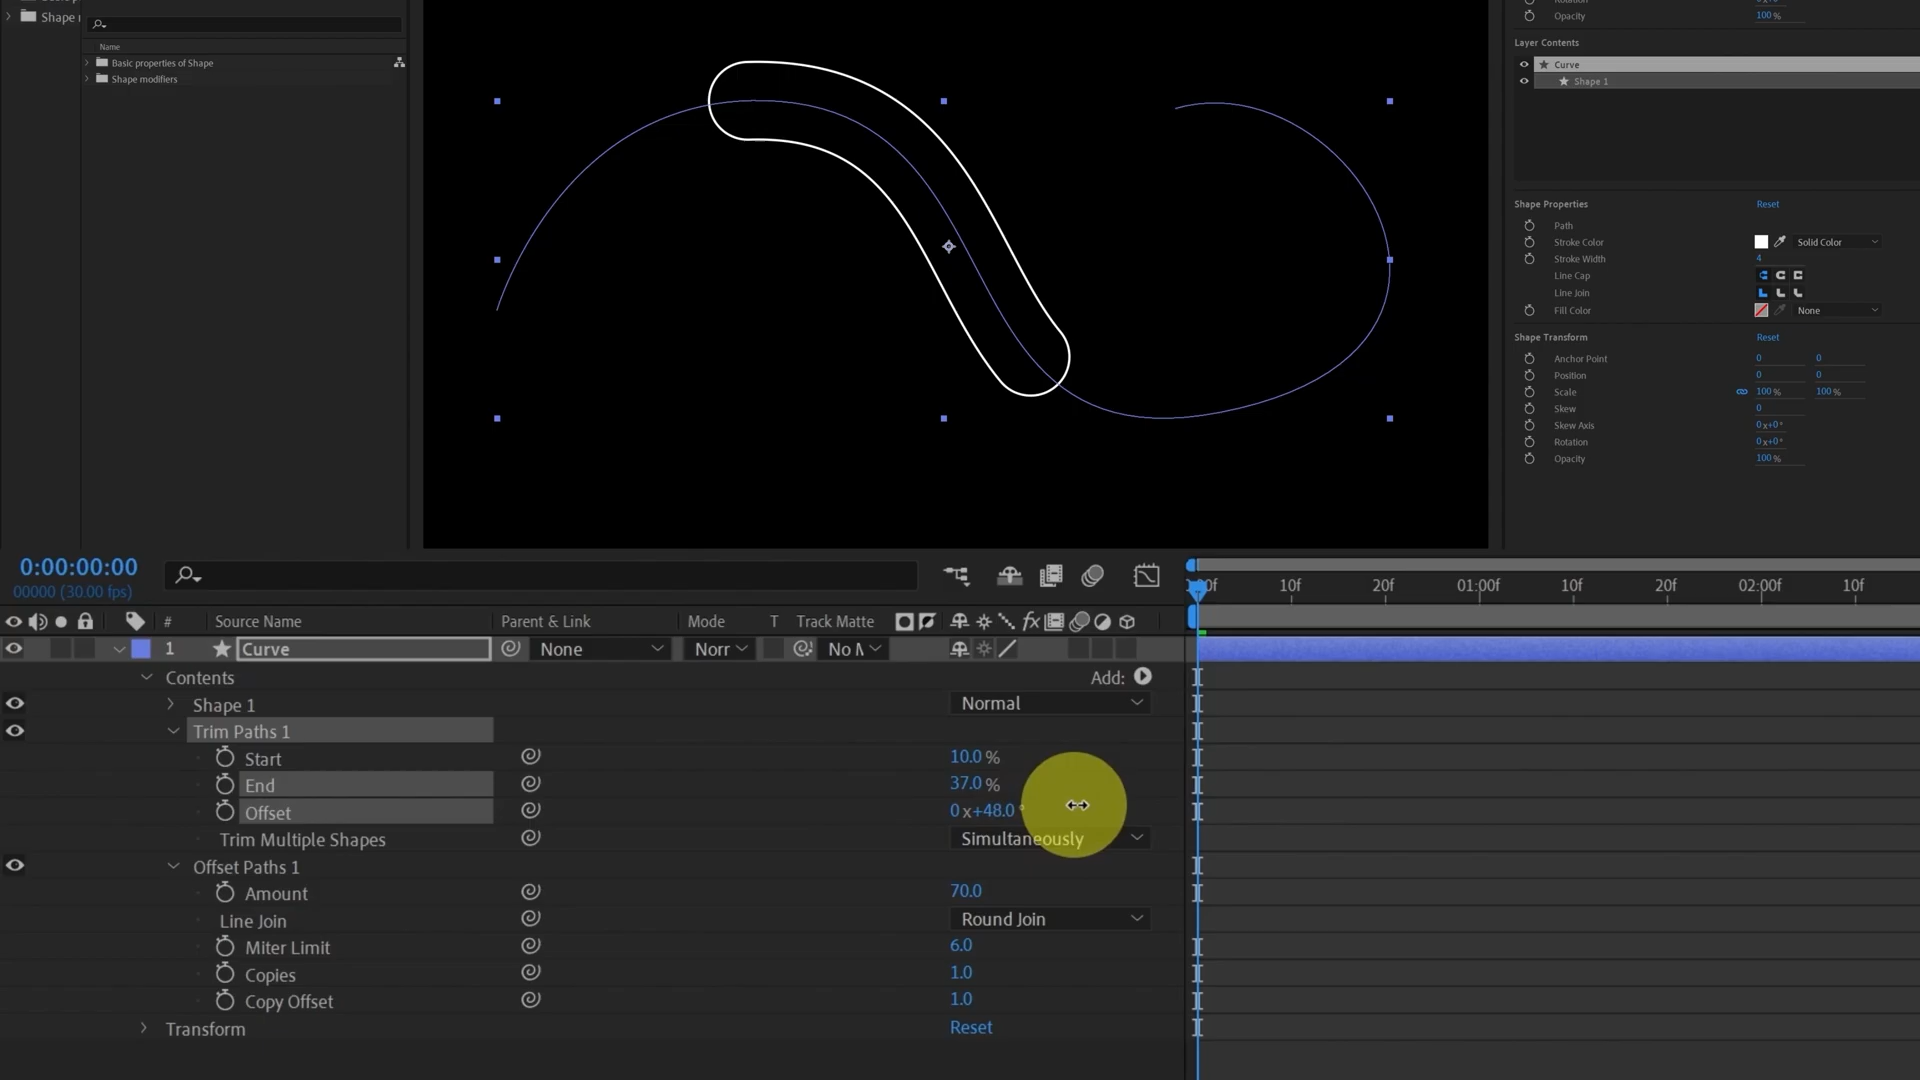 Shape
Name
Basic properties of Shape
Shape modifiers
Rotation
Opacity 100 %
Layer Contents
Curve
Shape 1
Shape Properties Reset
Path
Stroke Color Solid Color
Stroke Width 4
Line Cap
Line Join
Fill Color None
Shape Transform Reset
Anchor Point 0 0
Position 0 0
Scale 100 % 100 %
Skew 0
Skew Axis 0 x+0°
Rotation 0 x+0°
Opacity 100 %
0:00:00:00
00000 (30.00 fps)
00f 10f 20f 01:00f 10f 20f 02:00f 10f
# Source Name Parent & Link Mode T Track Matte fx
1 Curve None Norr No M
Contents Add:
Shape 1 Normal
Trim Paths 1
Start 10.0 %
End 37.0 %
Offset 0 x+48.0 °
Trim Multiple Shapes Simultaneously
Offset Paths 1
Amount 70.0
Line Join Round Join
Miter Limit 6.0
Copies 1.0
Copy Offset 1.0
Transform Reset